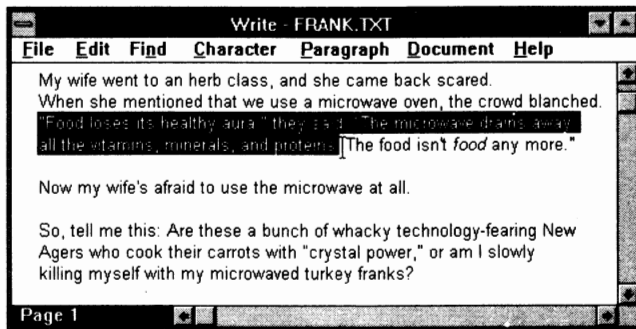 Write - FRANK.TXT
File Edit Find Character Paragraph Document Help
My wife went to an herb class, and she came back scared.
When she mentioned that we use a microwave oven, the crowd blanched.
"Food loses its healthy aura," they said. "The microwave drains away
all the vitamins, minerals, and proteins. The food isn't food any more."
Now my wife's afraid to use the microwave at all.
So, tell me this: Are these a bunch of whacky technology-fearing New
Agers who cook their carrots with "crystal power," or am I slowly
killing myself with my microwaved turkey franks?
Page 1